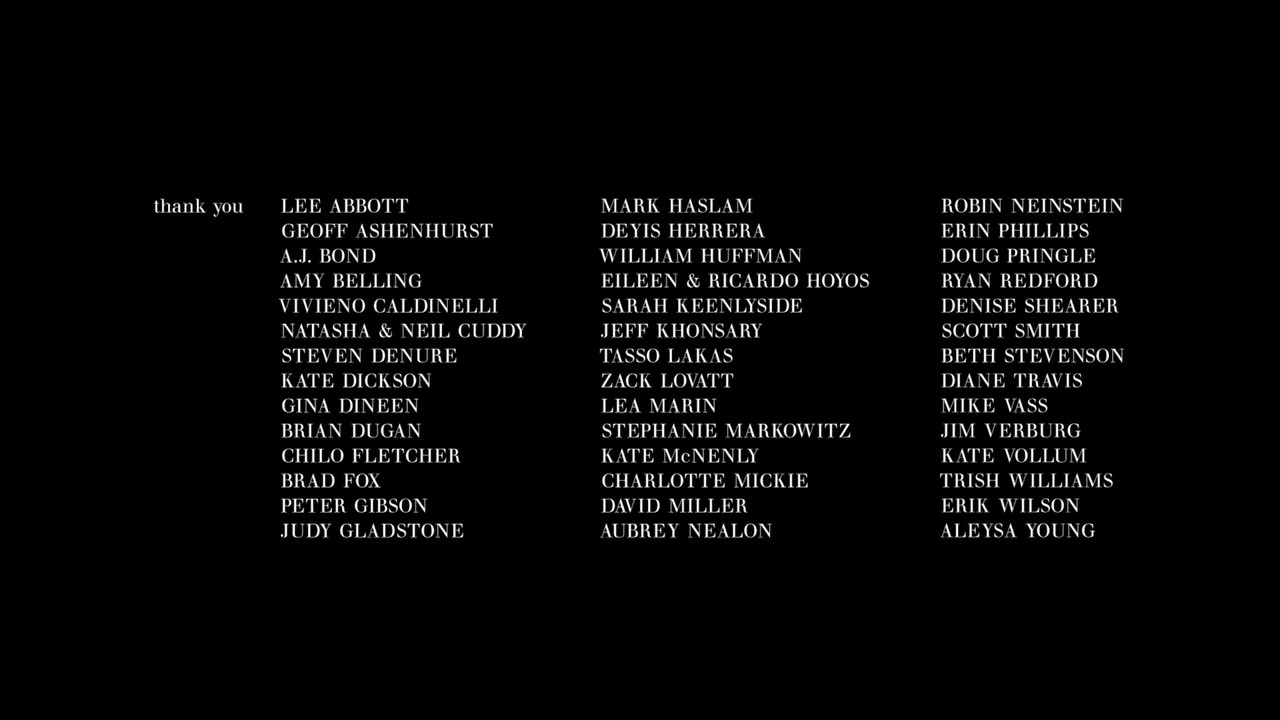 thank you
LEE ABBOTT
GEOFF ASHENHURST
A.J. BOND
AMY BELLING
VIVIENO CALDINELLI
NATASHA & NEIL CUDDY
STEVEN DENURE
KATE DICKSON
GINA DINEEN
BRIAN DUGAN
CHILO FLETCHER
BRAD FOX
PETER GIBSON
JUDY GLADSTONE
MARK HASLAM
DEYIS HERRERA
WILLIAM HUFFMAN
EILEEN & RICARDO HOYOS
SARAH KEENLYSIDE
JEFF KHONSARY
TASSO LAKAS
ZACK LOVATT
LEA MARIN
STEPHANIE MARKOWITZ
KATE McNENLY
CHARLOTTE MICKIE
DAVID MILLER
AUBREY NEALON
ROBIN NEINSTEIN
ERIN PHILLIPS
DOUG PRINGLE
RYAN REDFORD
DENISE SHEARER
SCOTT SMITH
BETH STEVENSON
DIANE TRAVIS
MIKE VASS
JIM VERBURG
KATE VOLLUM
TRISH WILLIAMS
ERIK WILSON
ALEYSA YOUNG